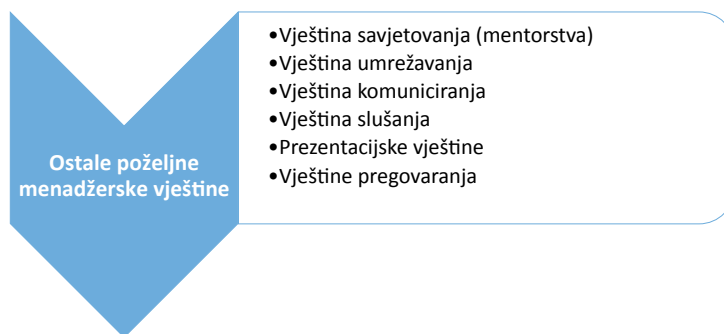 Ostale poželjne
menadžerske vještine
•Vještina savjetovanja (mentorstva)
•Vještina umrežavanja
•Vještina komuniciranja
•Vještina slušanja
•Prezentacijske vještine
•Vještine pregovaranja